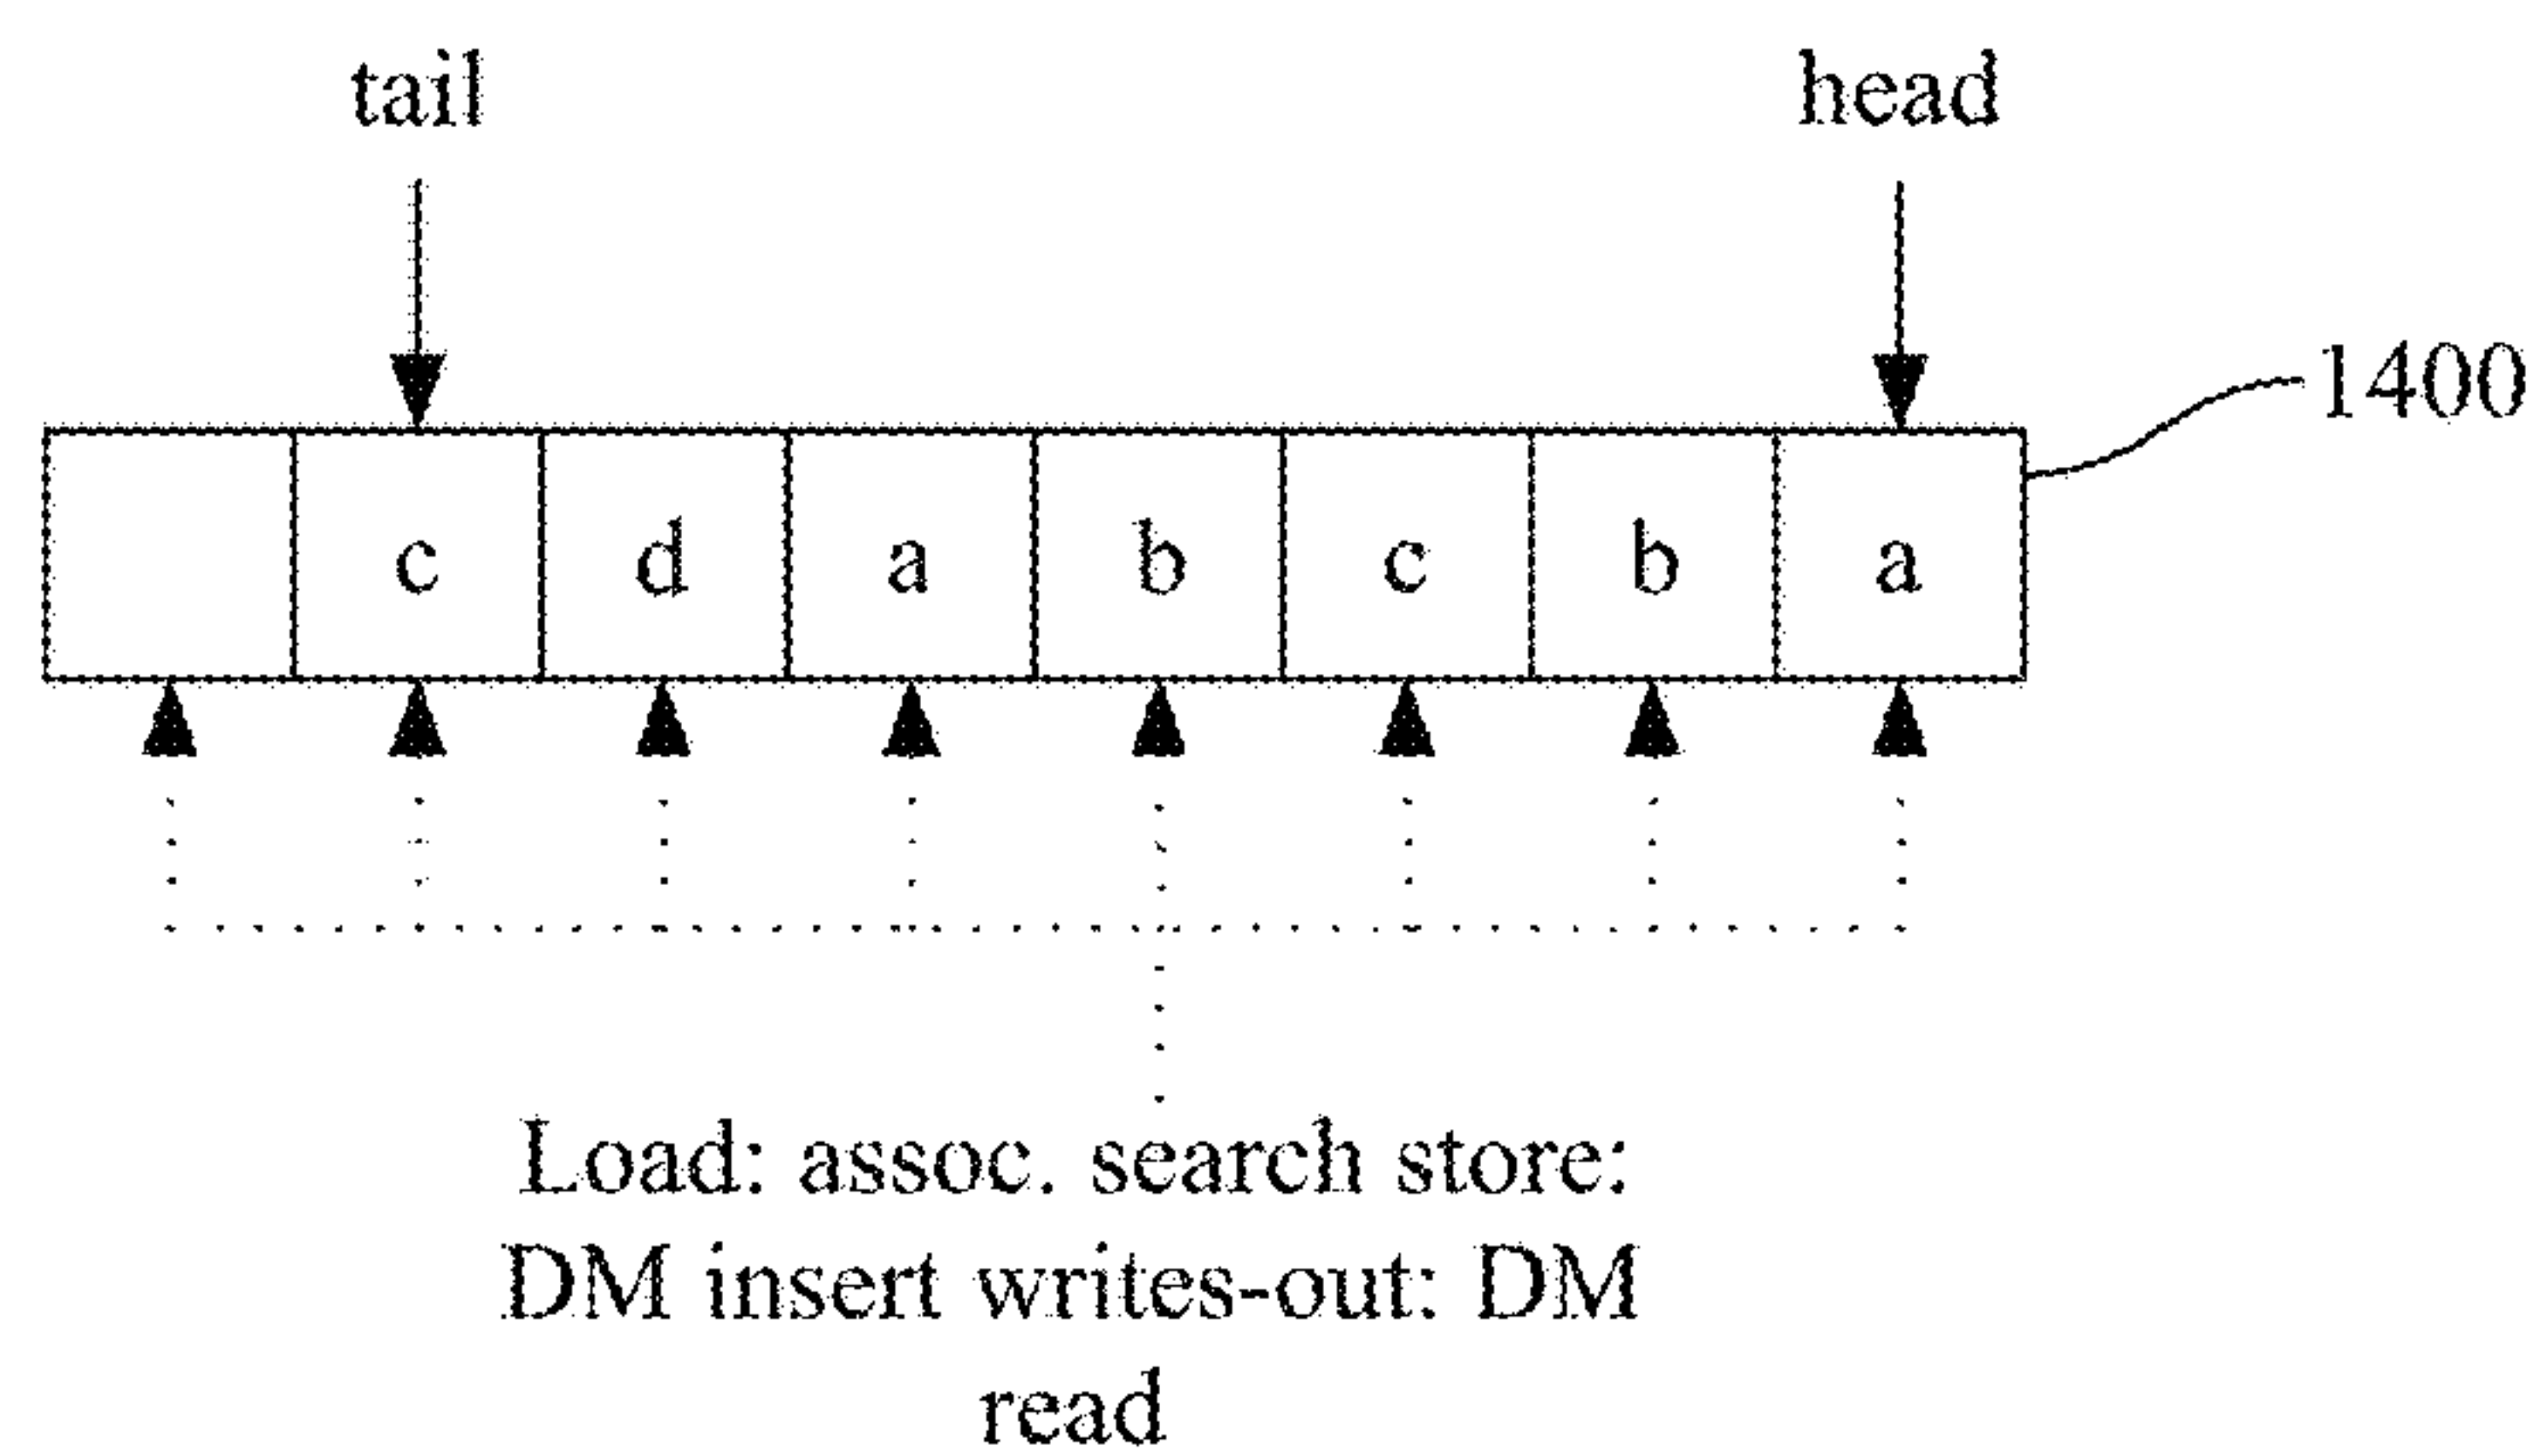 tail head
1400
c d a b c b a
Load: assoc. search store:
DM insert writes-out: DM
read